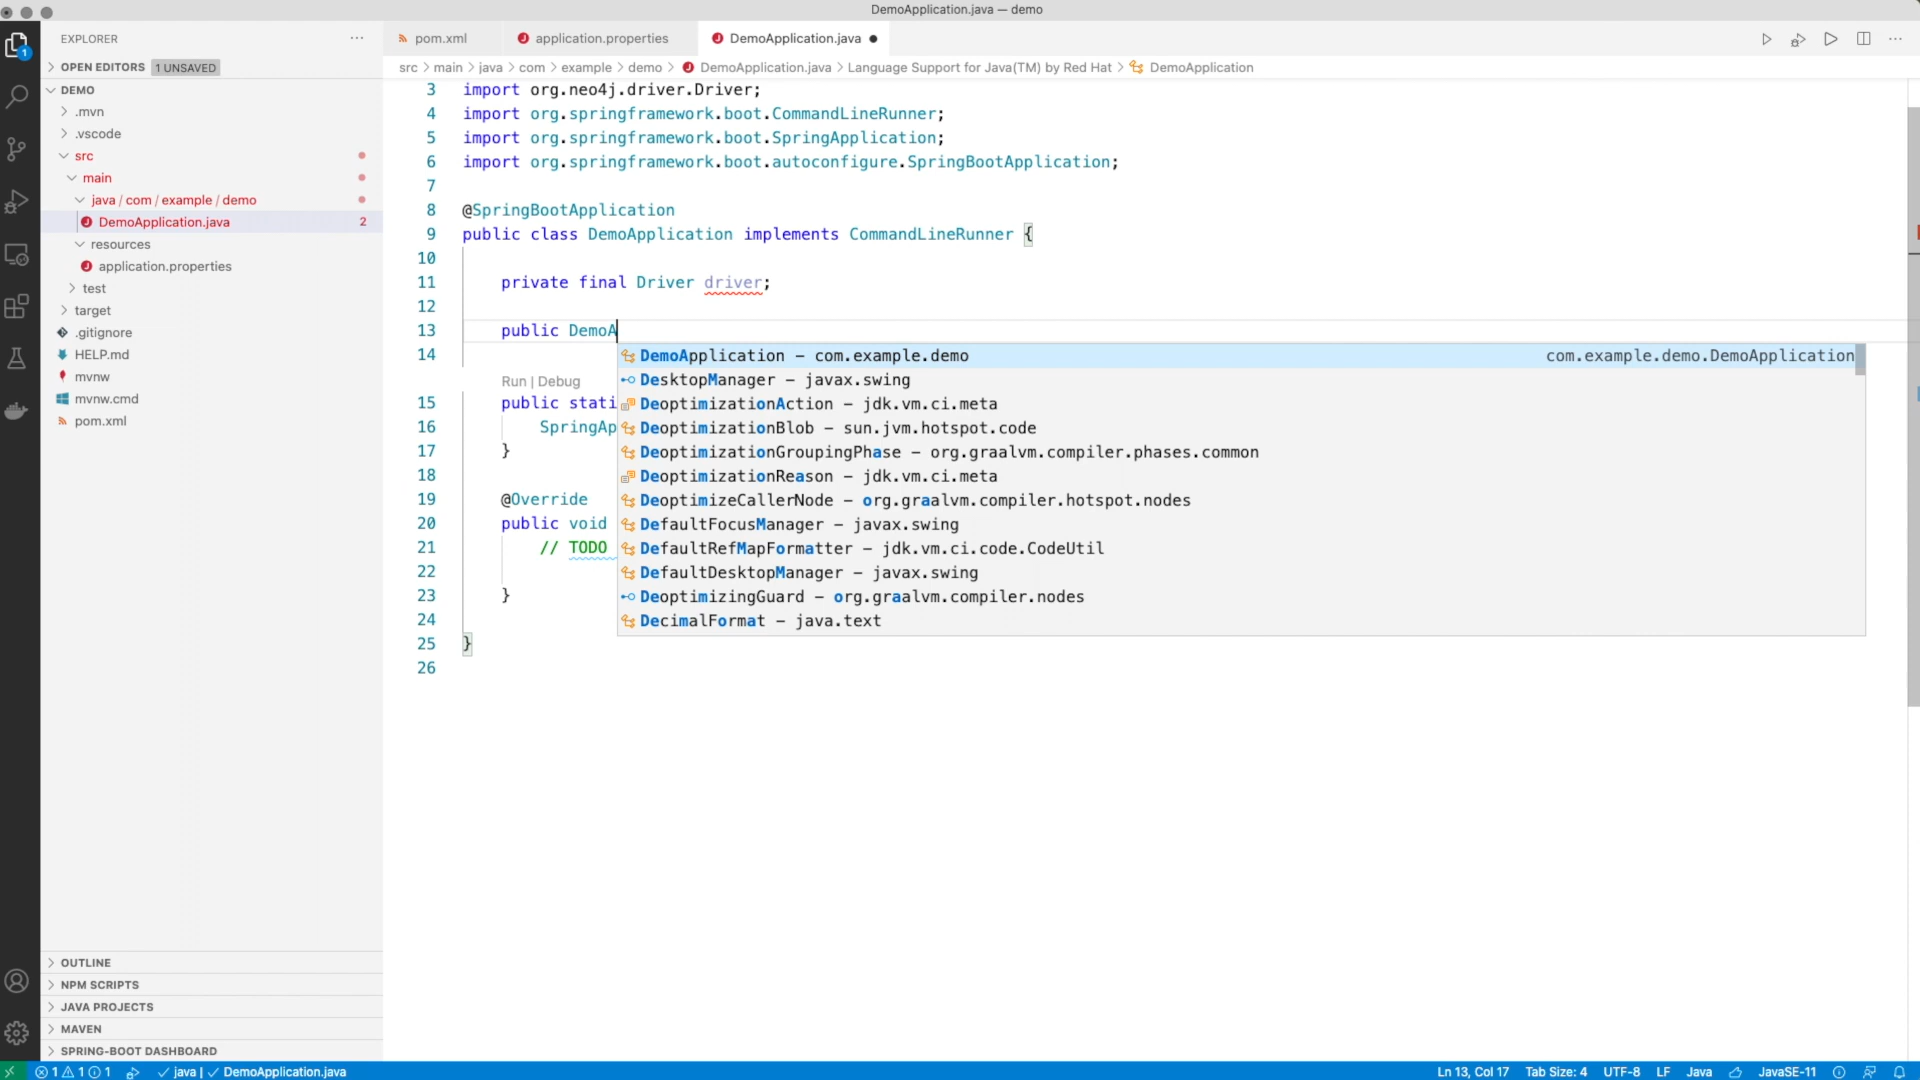 DemoApplication.java — demo
EXPLORER
OPEN EDITORS 1 UNSAVED
DEMO
.mvn
.vscode
src
main
java / com / example / demo
DemoApplication.java 2
resources
application.properties
test
target
.gitignore
HELP.md
mvnw
mvnw.cmd
pom.xml
OUTLINE
NPM SCRIPTS
JAVA PROJECTS
MAVEN
SPRING-BOOT DASHBOARD
1
pom.xml
application.properties
DemoApplication.java
src > main > java > com > example > demo > DemoApplication.java > Language Support for Java(TM) by Red Hat > DemoApplication
3 import org.neo4j.driver.Driver;
4 import org.springframework.boot.CommandLineRunner;
5 import org.springframework.boot.SpringApplication;
6 import org.springframework.boot.autoconfigure.SpringBootApplication;
7
8 @SpringBootApplication
9 public class DemoApplication implements CommandLineRunner {
10
11 private final Driver driver;
12
13 public DemoA
14
Run | Debug
15 public stati
16 SpringAp
17 }
18
19 @Override
20 public void
21 // TODO
22
23 }
24
25 }
26
DemoApplication – com.example.demo com.example.demo.DemoApplication
DesktopManager – javax.swing
DeoptimizationAction – jdk.vm.ci.meta
DeoptimizationBlob – sun.jvm.hotspot.code
DeoptimizationGroupingPhase – org.graalvm.compiler.phases.common
DeoptimizationReason – jdk.vm.ci.meta
DeoptimizeCallerNode – org.graalvm.compiler.hotspot.nodes
DefaultFocusManager – javax.swing
DefaultRefMapFormatter – jdk.vm.ci.code.CodeUtil
DefaultDesktopManager – javax.swing
DeoptimizingGuard – org.graalvm.compiler.nodes
DecimalFormat – java.text
1 1 1 java | DemoApplication.java Ln 13, Col 17 Tab Size: 4 UTF-8 LF Java JavaSE-11